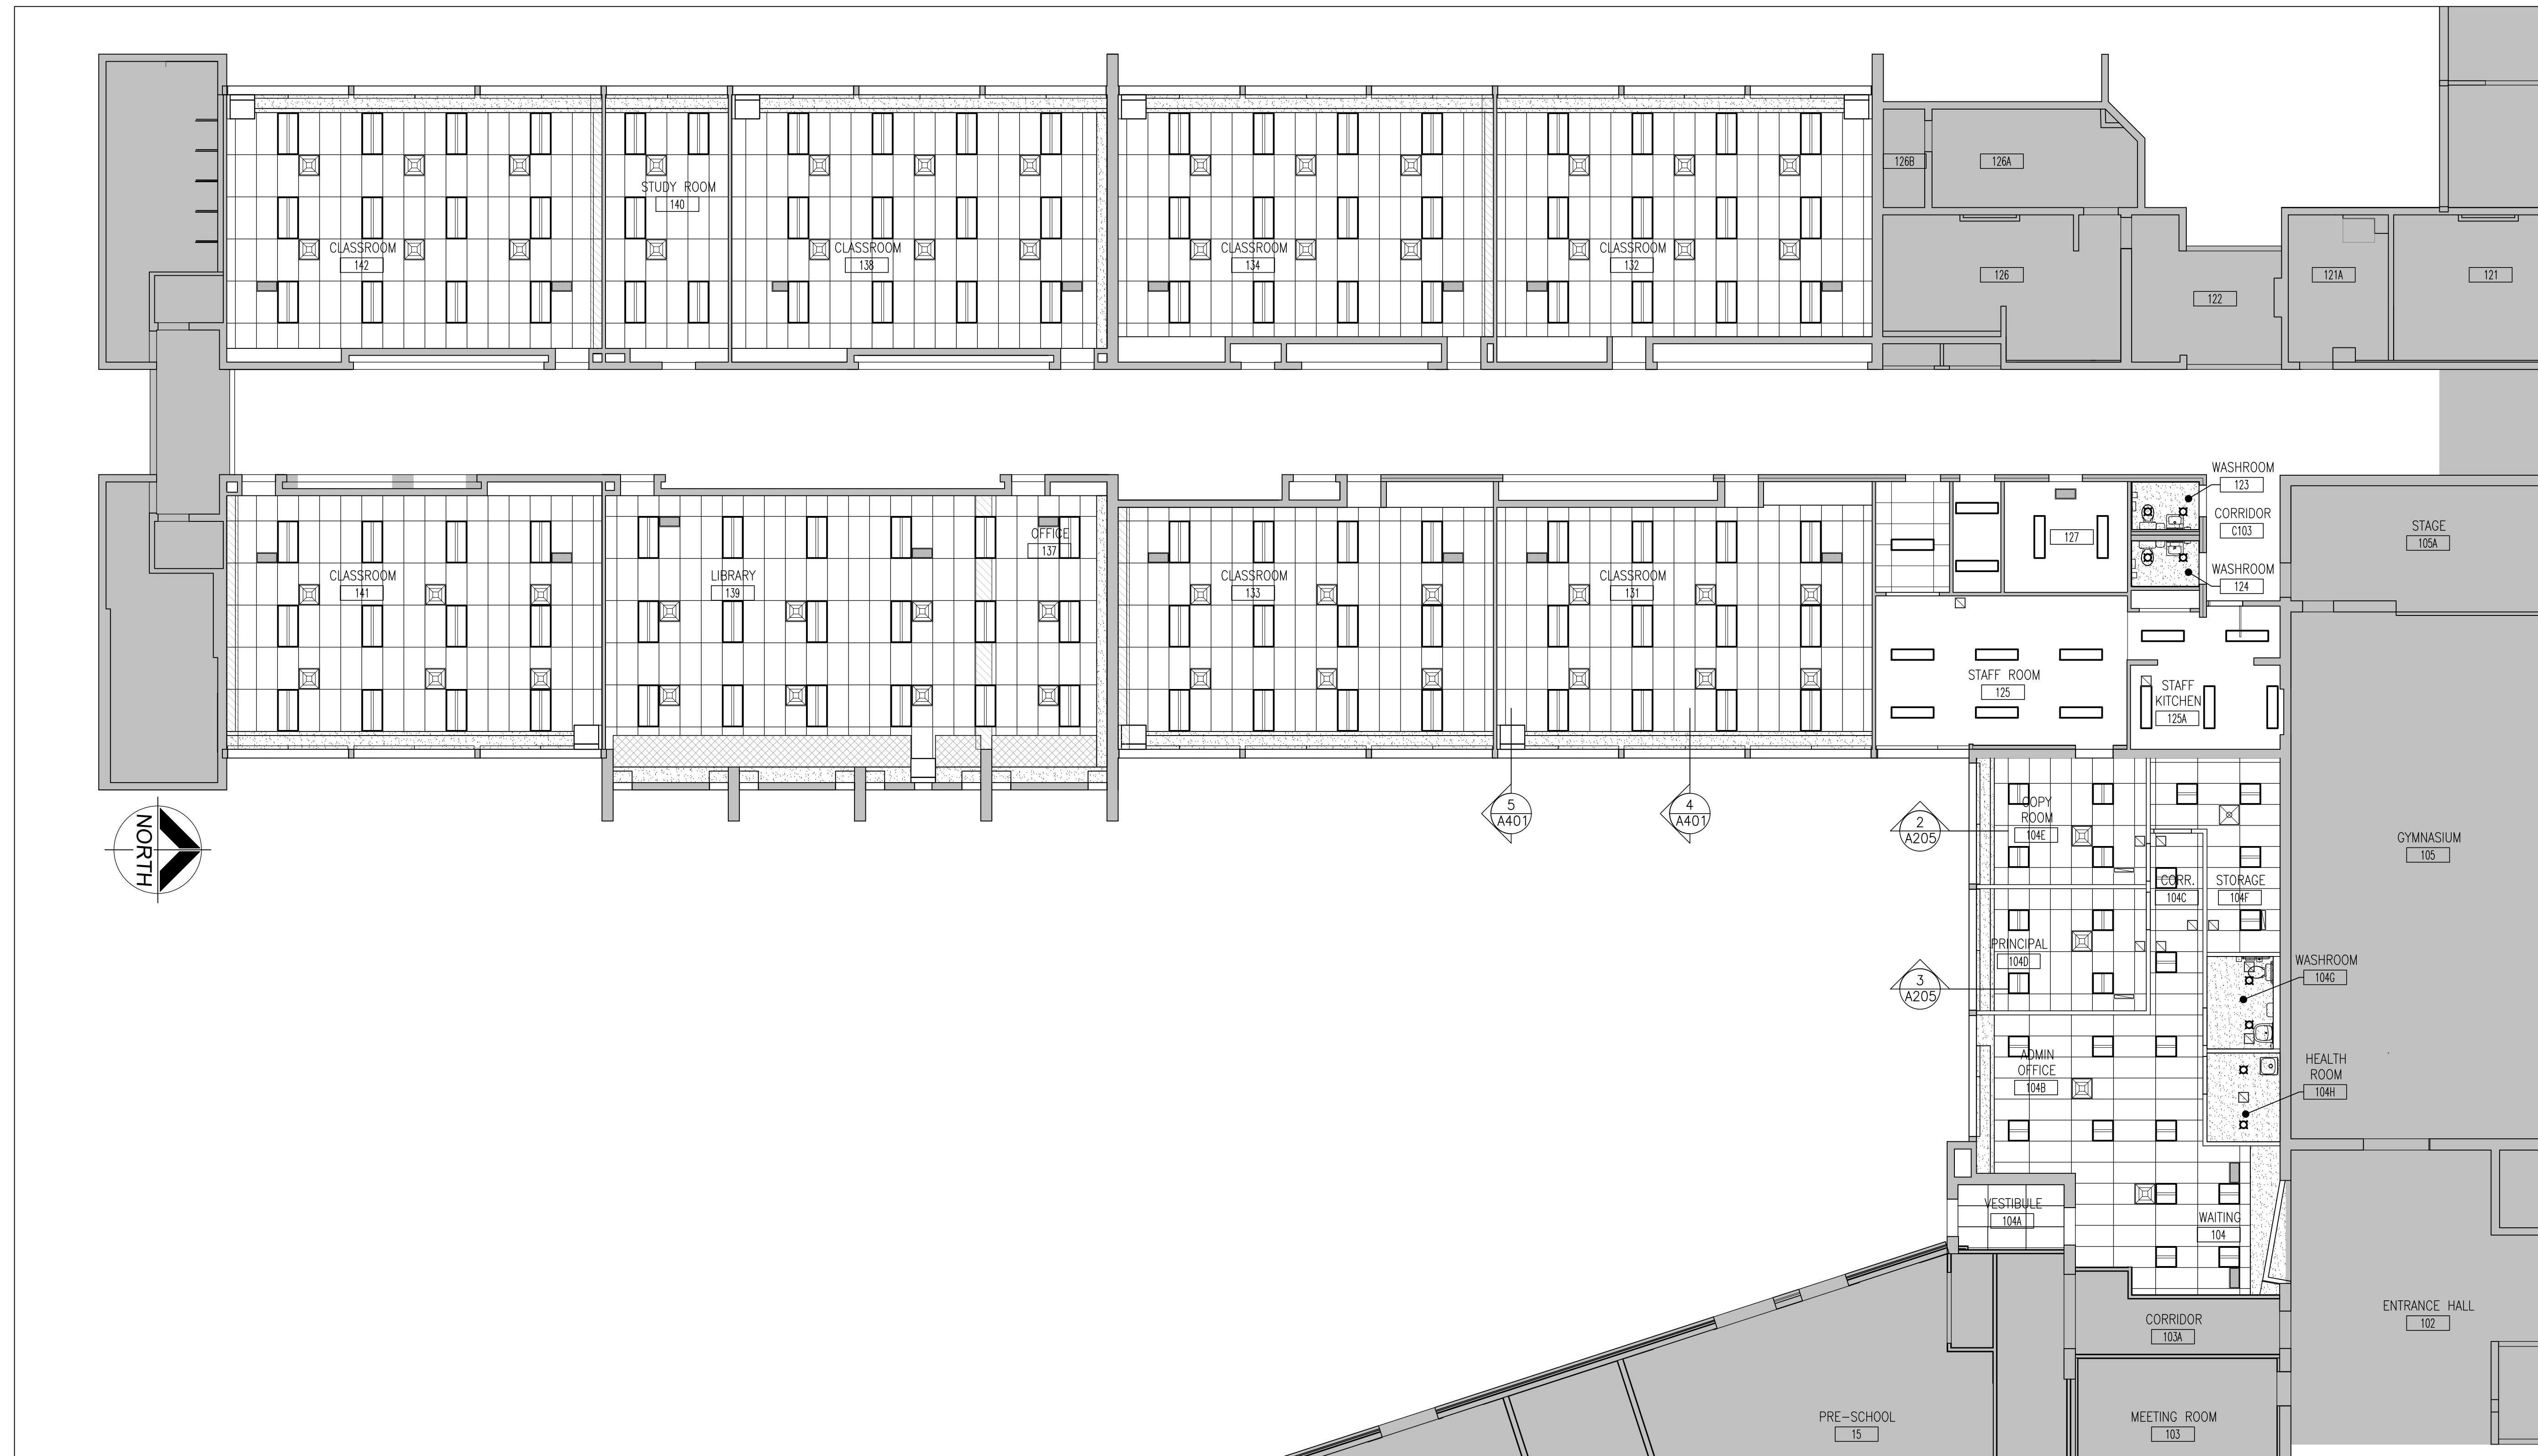 126B
126A
STUDY ROOM
140
CLASSROOM
142
CLASSROOM
138
CLASSROOM
134
CLASSROOM
132
126
122
121A
121
WASHROOM
123
CORRIDOR
C103
WASHROOM
124
STAGE
105A
OFFICE
137
127
CLASSROOM
141
LIBRARY
139
CLASSROOM
133
CLASSROOM
131
STAFF ROOM
125
STAFF
KITCHEN
125A
5
A401
4
A401
2
A205
COPY
ROOM
104E
GYMNASIUM
105
NORTH
CORR.
104C
STORAGE
104F
PRINCIPAL
104D
WASHROOM
104G
3
A205
ADMIN
OFFICE
104B
HEALTH
ROOM
104H
VESTIBULE
104A
WAITING
104
CORRIDOR
103A
ENTRANCE HALL
102
PRE-SCHOOL
15
MEETING ROOM
103